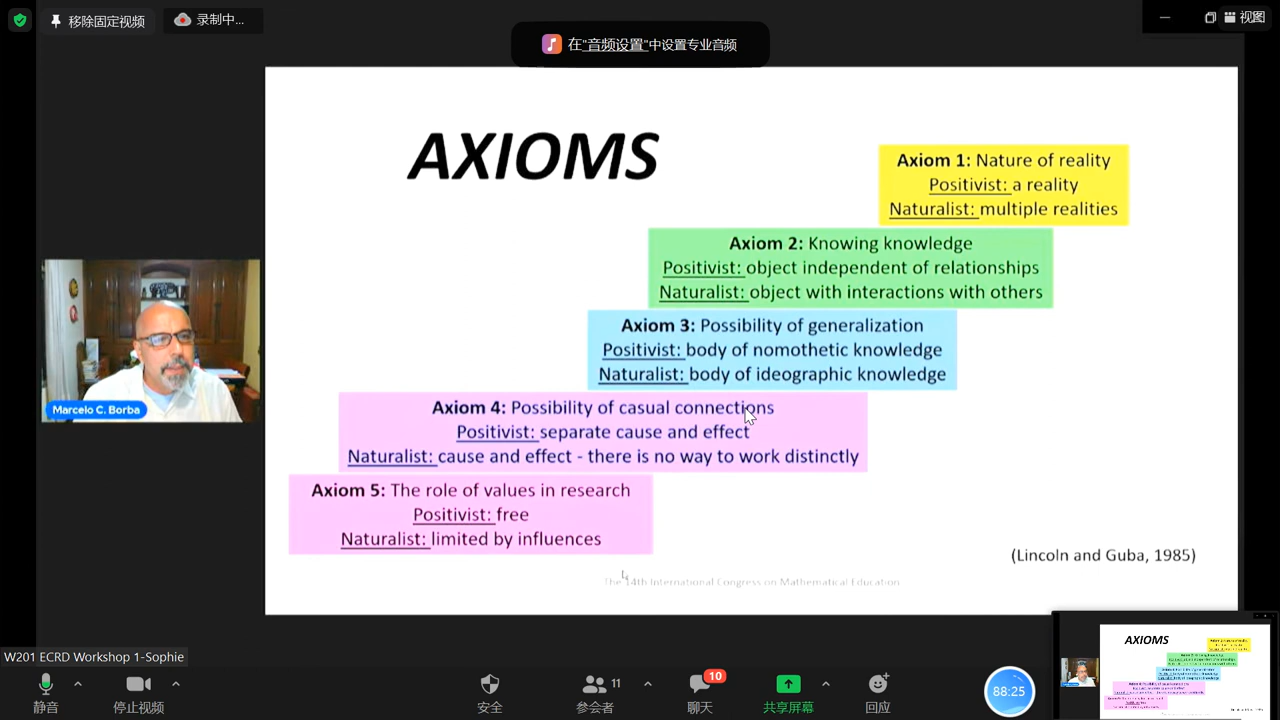 移除固定视频
录制中...
在"音频设置"中设置专业音频
视图
AXIOMS
Axiom 1: Nature of reality
Positivist: a reality
Naturalist: multiple realities
Axiom 2: Knowing knowledge
Positivist: object independent of relationships
Naturalist: object with interactions with others
Axiom 3: Possibility of generalization
Positivist: body of nomothetic knowledge
Naturalist: body of ideographic knowledge
Axiom 4: Possibility of casual connections
Positivist: separate cause and effect
Naturalist: cause and effect - there is no way to work distinctly
Axiom 5: The role of values in research
Positivist: free
Naturalist: limited by influences
(Lincoln and Guba, 1985)
The 14th International Congress on Mathematical Education
Marcelo C. Borba
W201 ECRD Workshop 1-Sophie
静音
停止视频
安全
11
参会者
10
聊天
共享屏幕
回应
88:25
AXIOMS